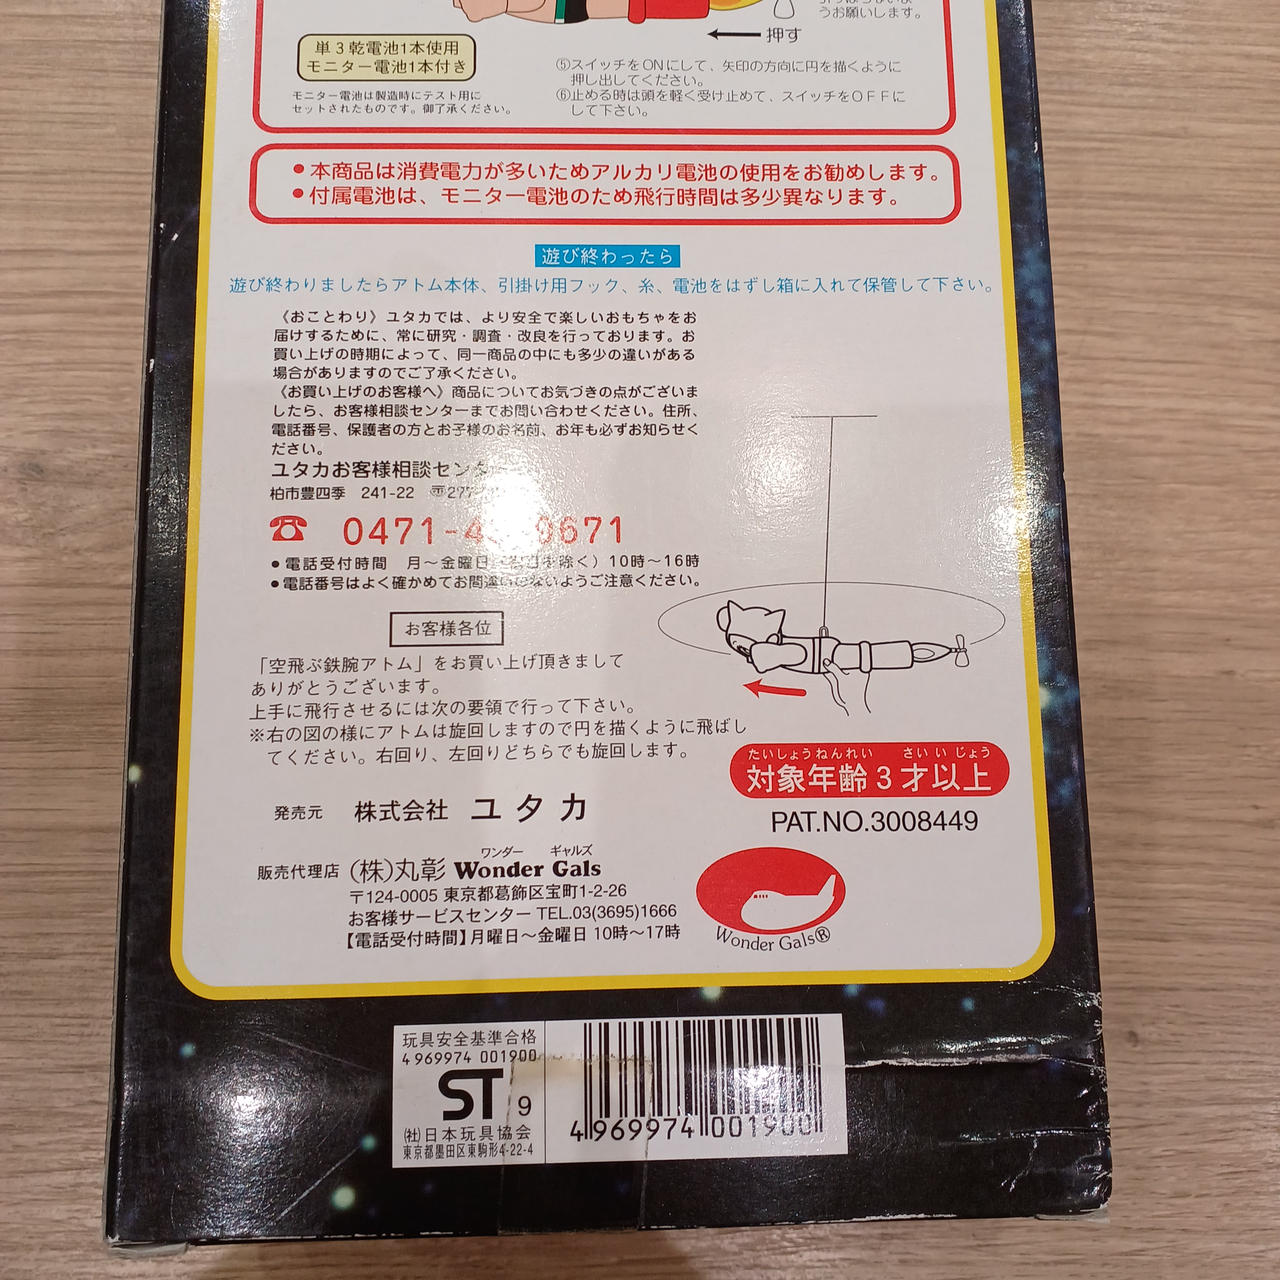 うお願いします。
押す
単3乾電池1本使用
モニター電池1本付き
モニター電池は製造時にテスト用に
セットされたものです。御了承ください。
⑤スイッチをONにして、矢印の方向に円を描くように
押し出してください。
⑥止める時は頭を軽く受け止めて、スイッチをOFFに
して下さい。
●本商品は消費電力が多いためアルカリ電池の使用をお勧めします。
●付属電池は、モニター電池のため飛行時間は多少異なります。
遊び終わったら
遊び終わりましたらアトム本体、引掛け用フック、糸、電池をはずし箱に入れて保管して下さい。
《おことわり》ユタカでは、より安全で楽しいおもちゃをお
届けするために、常に研究・調査・改良を行っております。お
買い上げの時期によって、同一商品の中にも多少の違いがある
場合がありますのでご了承ください。
《お買い上げのお客様へ》商品についてお気づきの点がございま
したら、お客様相談センターまでお問い合わせください。住所、
電話番号、保護者の方とお子様のお名前、お年も必ずお知らせく
ださい。
ユタカお客様相談センター
柏市豊四季 241-22 〒277
☎ 0471-4 0671
●電話受付時間 月〜金曜日(祝日を除く)10時〜16時
●電話番号はよく確かめてお間違いのないようご注意ください。
お客様各位
「空飛ぶ鉄腕アトム」をお買い上げ頂きまして
ありがとうございます。
上手に飛行させるには次の要領で行って下さい。
※右の図の様にアトムは旋回しますので円を描くように飛ばし
てください。右回り、左回りどちらでも旋回します。
たいしょうねんれい さいいじょう
対象年齢3才以上
PAT.NO.3008449
発売元 株式会社 ユタカ
ワンダー ギャルズ
販売代理店 (株)丸彰 Wonder Gals
〒124-0005 東京都葛飾区宝町1-2-26
お客様サービスセンター TEL.03(3695)1666
【電話受付時間】月曜日〜金曜日 10時〜17時
Wonder Gals®
玩具安全基準合格
4969974 001900
ST 9
(社)日本玩具協会
東京都墨田区東駒形4-22-4
4 969974 001900